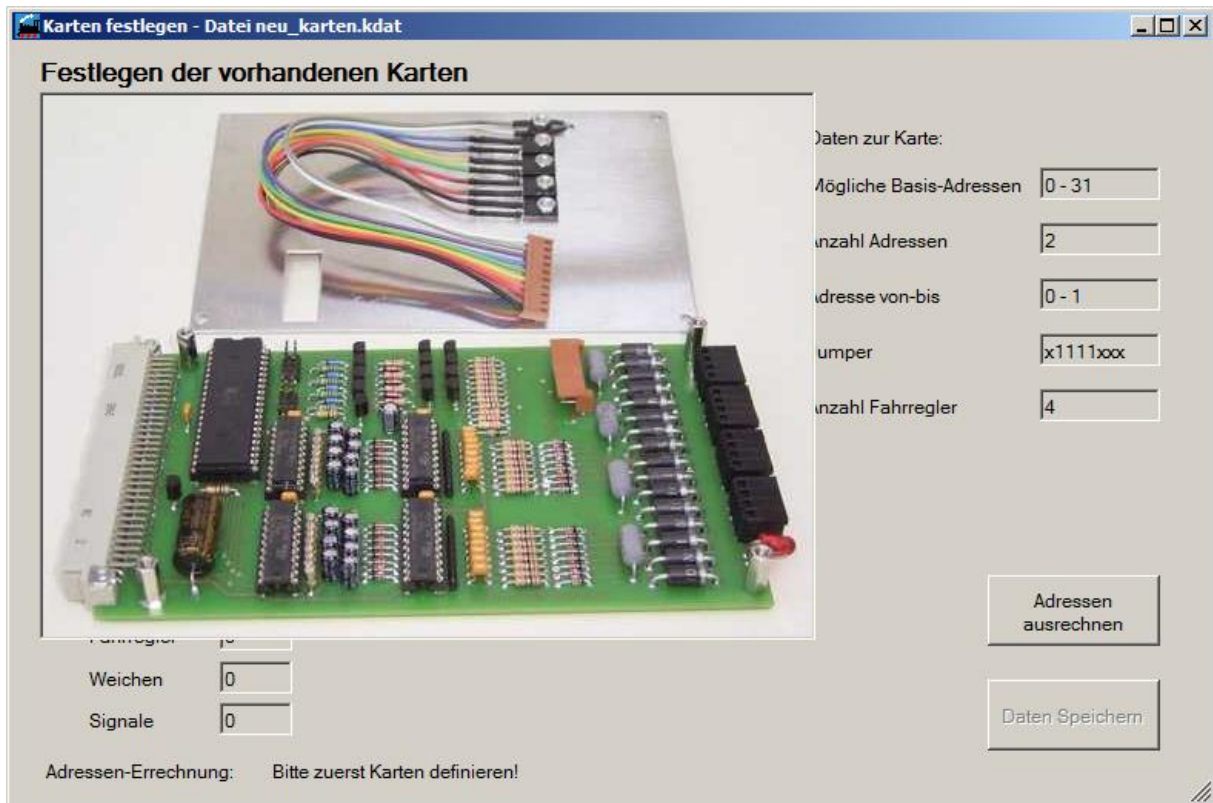 Karten festlegen - Datei neu_karten.kdat
Festlegen der vorhandenen Karten
Daten zur Karte:
Mögliche Basis-Adressen 0 - 31
Anzahl Adressen 2
Adresse von-bis 0 - 1
Jumper x1111xxx
Anzahl Fahrregler 4
Adressen
ausrechnen
Fahrregler
Weichen 0
Signale 0
Daten Speichern
Adressen-Errechnung: Bitte zuerst Karten definieren!